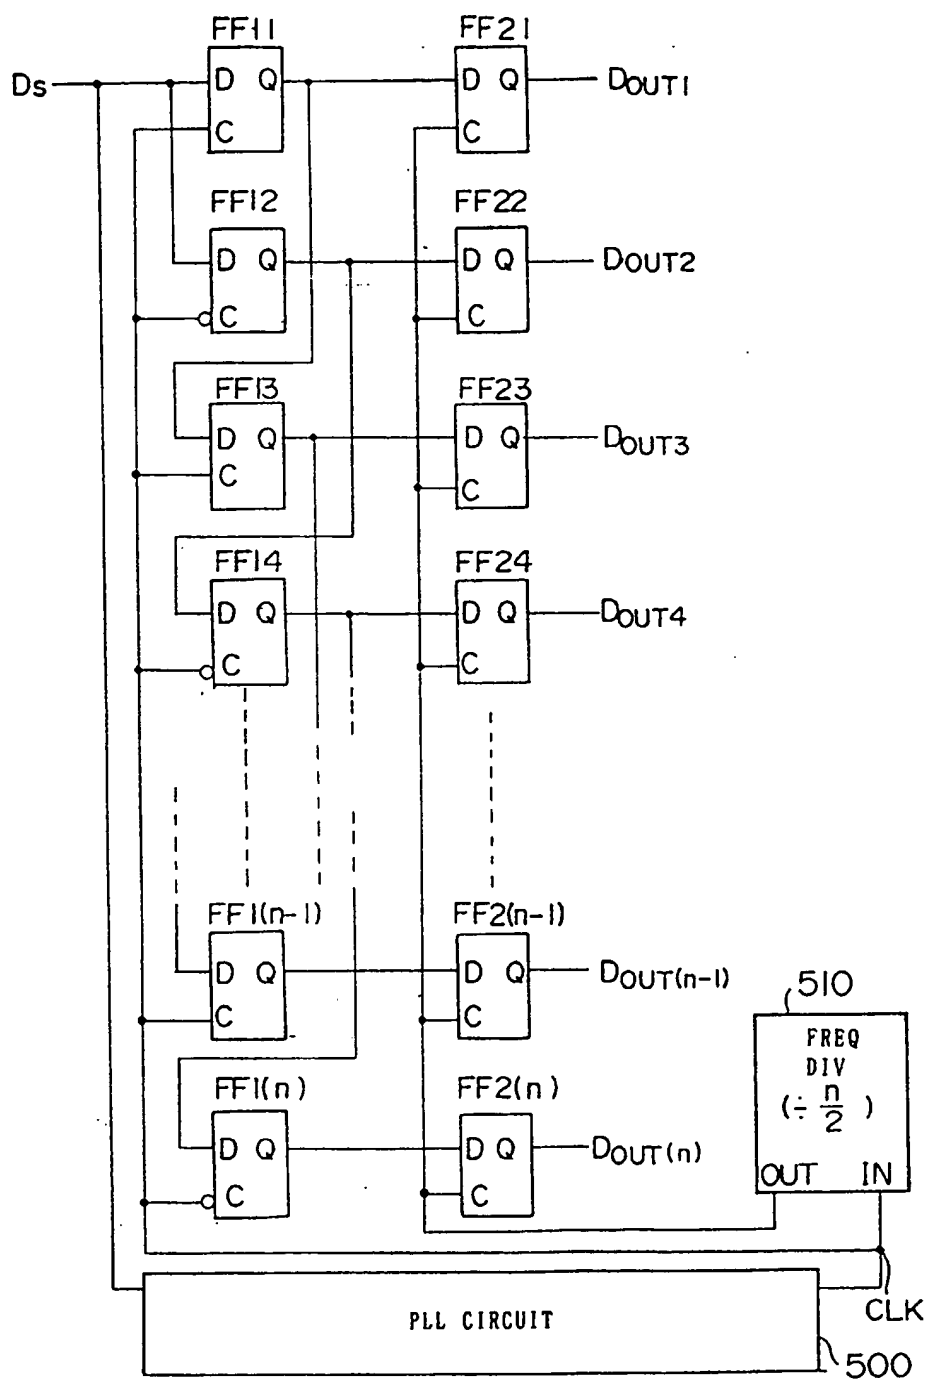 FF11 FF21
Ds D Q D Q DOUT1
C C
FF12 FF22
D Q D Q DOUT2
C C
FF13 FF23
D Q D Q DOUT3
C C
FF14 FF24
D Q D Q DOUT4
C C
FF1(n-1) FF2(n-1)
D Q D Q DOUT(n-1)
C C
510
FREQ
DIV
(÷ n/2 )
OUT IN
FF1(n) FF2(n)
D Q D Q DOUT(n)
C C
CLK
PLL CIRCUIT
500